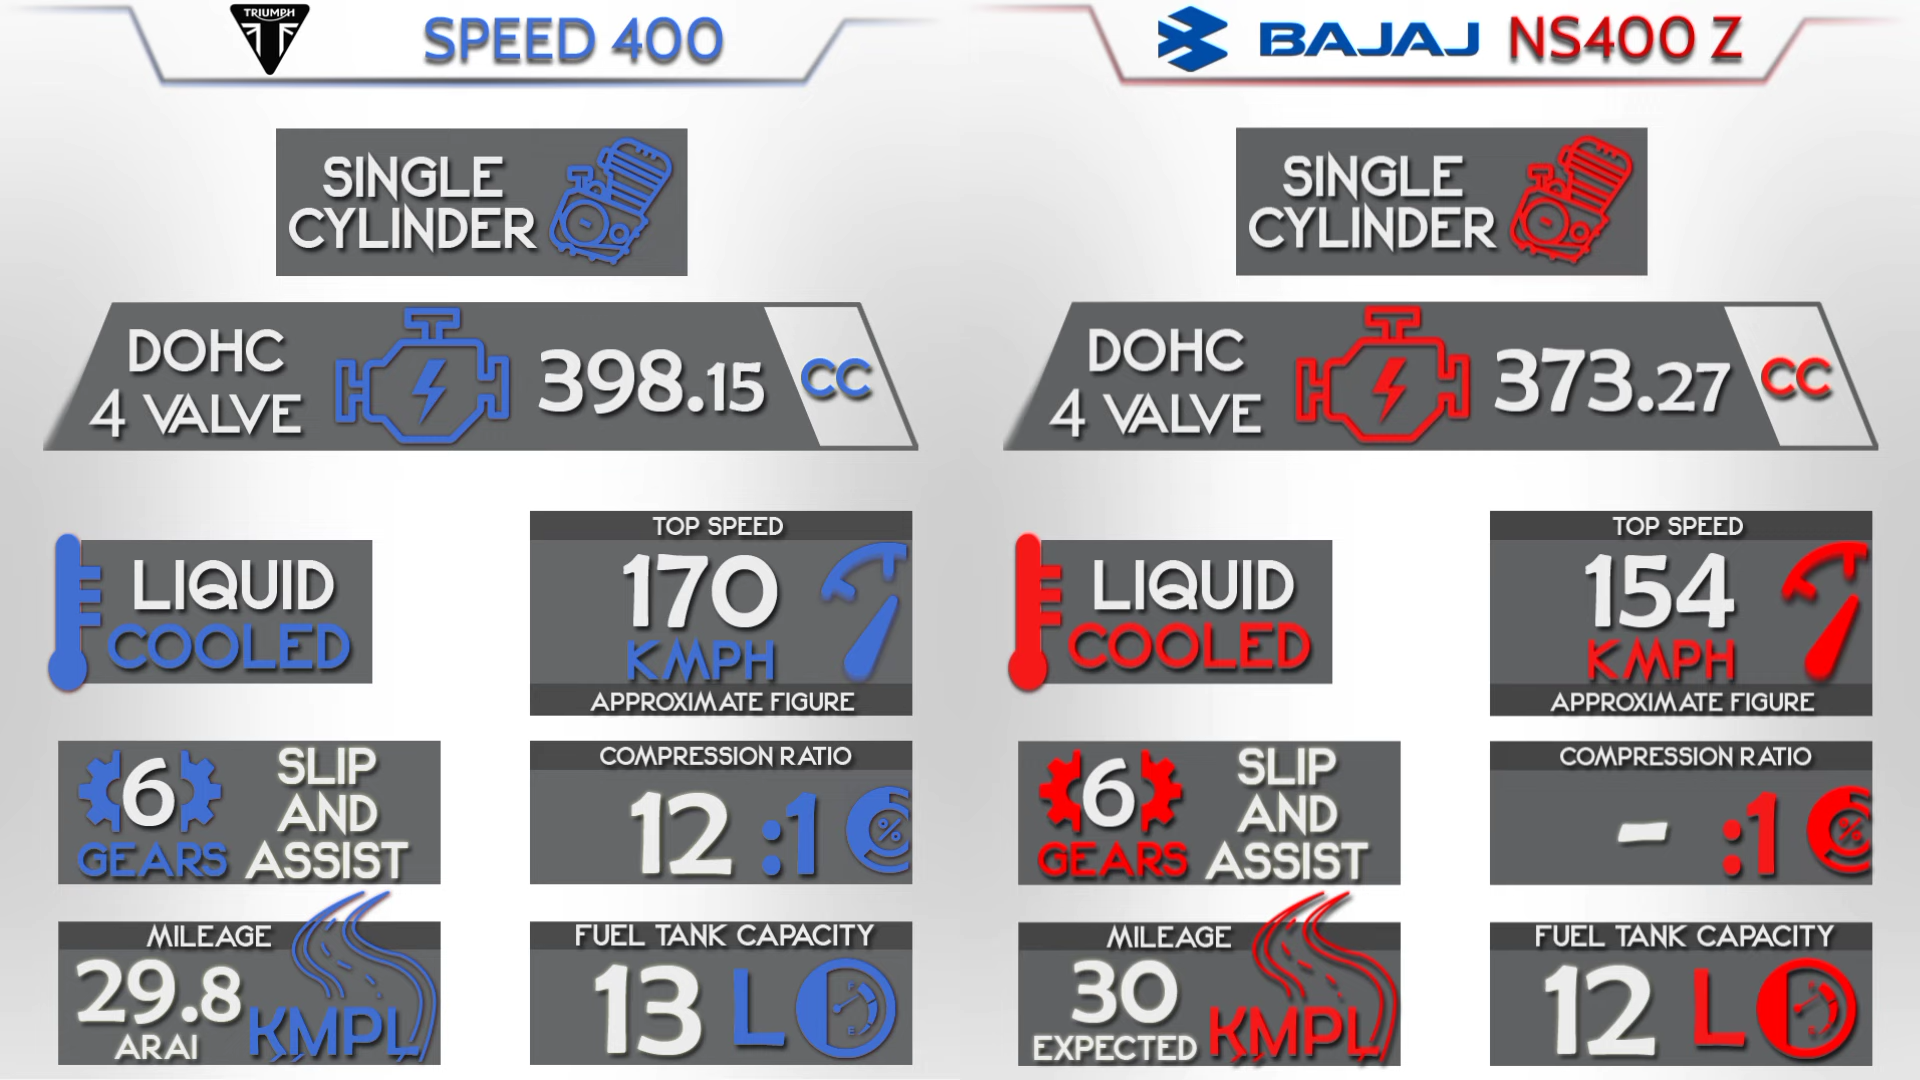 TRIUMPH
SPEED 400
SINGLE
CYLINDER
DOHC
4 VALVE
398.15
CC
LIQUID
COOLED
TOP SPEED
170
KMPH
APPROXIMATE FIGURE
6
GEARS
SLIP
AND
ASSIST
COMPRESSION RATIO
12 :1
%
MILEAGE
29.8
ARAI
KMPL
FUEL TANK CAPACITY
13 L
F
E
BAJAJ NS400 Z
SINGLE
CYLINDER
DOHC
4 VALVE
373.27
CC
LIQUID
COOLED
TOP SPEED
154
KMPH
APPROXIMATE FIGURE
6
GEARS
SLIP
AND
ASSIST
COMPRESSION RATIO
- :1
%
MILEAGE
30
EXPECTED
KMPL
FUEL TANK CAPACITY
12 L
F
E